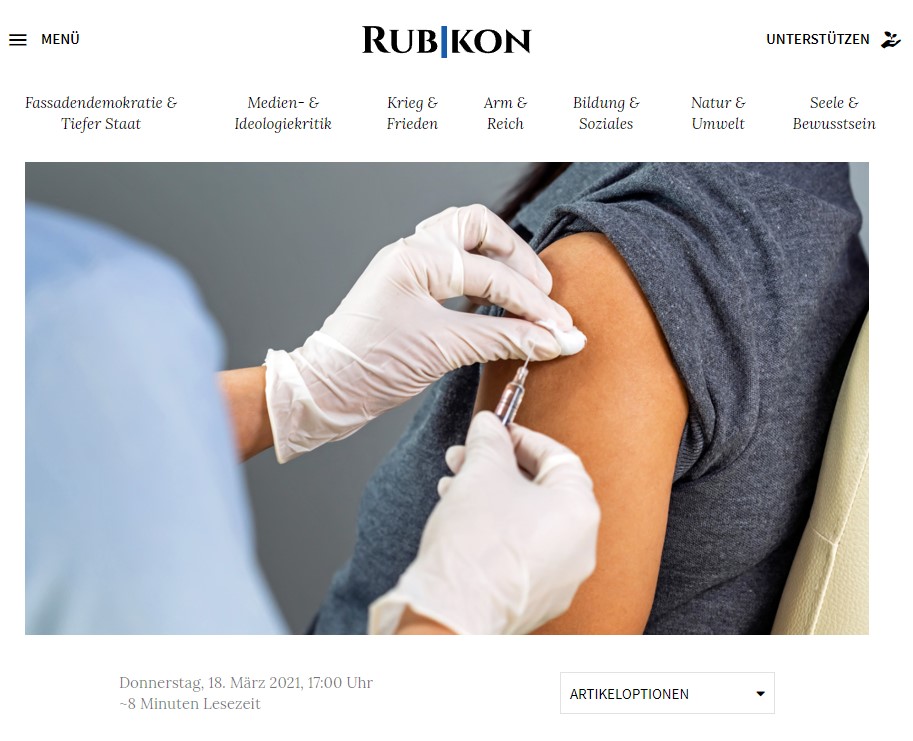 MENÜ
RUBIKON
UNTERSTÜTZEN
Fassadendemokratie &
Tiefer Staat
Medien- &
Ideologiekritik
Krieg &
Frieden
Arm &
Reich
Bildung &
Soziales
Natur &
Umwelt
Seele &
Bewusstsein
Donnerstag, 18. März 2021, 17:00 Uhr
~8 Minuten Lesezeit
ARTIKELOPTIONEN